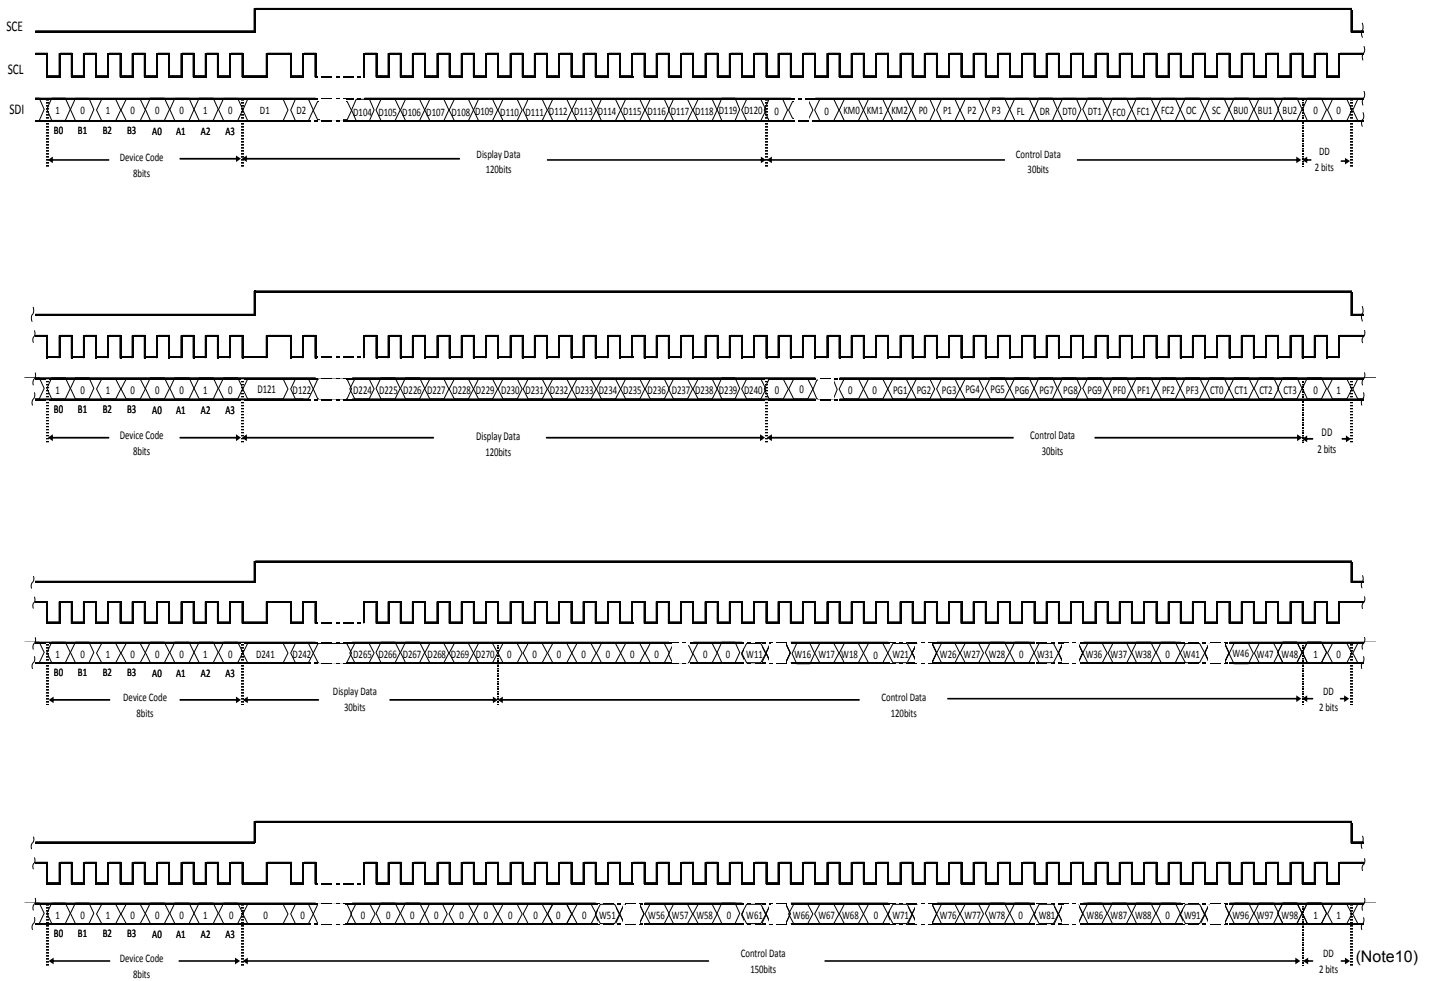 SCE
SCL
SDI 1 0 1 0 0 0 1 0 D1 D2 D104 D105 D106 D107 D108 D109 D110 D111 D112 D113 D114 D115 D116 D117 D118 D119 D120 0 0 KM0 KM1 KM2 P0 P1 P2 P3 FL DR DT0 DT1 FC0 FC1 FC2 OC SC BU0 BU1 BU2 0 0
B0 B1 B2 B3 A0 A1 A2 A3
Device Code Display Data Control Data DD
8bits 120bits 30bits 2 bits
1 0 1 0 0 0 1 0 D121 D122 D224 D225 D226 D227 D228 D229 D230 D231 D232 D233 D234 D235 D236 D237 D238 D239 D240 0 0 0 0 PG1 PG2 PG3 PG4 PG5 PG6 PG7 PG8 PG9 PF0 PF1 PF2 PF3 CT0 CT1 CT2 CT3 0 1
B0 B1 B2 B3 A0 A1 A2 A3
Device Code Display Data Control Data DD
8bits 120bits 30bits 2 bits
1 0 1 0 0 0 1 0 D241 D242 D265 D266 D267 D268 D269 D270 0 0 0 0 0 0 0 0 0 W11 W16 W17 W18 0 W21 W26 W27 W28 0 W31 W36 W37 W38 0 W41 W46 W47 W48 1 0
B0 B1 B2 B3 A0 A1 A2 A3
Device Code Display Data Control Data DD
8bits 30bits 120bits 2 bits
1 0 1 0 0 0 1 0 0 0 0 0 0 0 0 0 0 0 0 0 W51 W56 W57 W58 0 W61 W66 W67 W68 0 W71 W76 W77 W78 0 W81 W86 W87 W88 0 W91 W96 W97 W98 1 1
B0 B1 B2 B3 A0 A1 A2 A3
Device Code Control Data DD (Note10)
8bits 150bits 2 bits